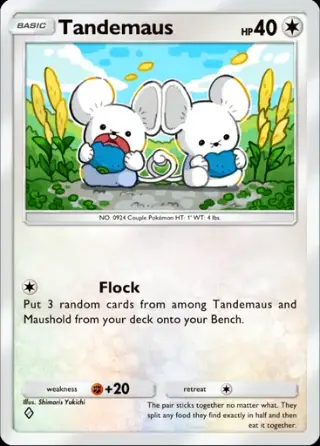 BASIC Tandemaus HP 40
NO. 0924 Couple Pokémon HT: 1" WT: 4 lbs.
Flock
Put 3 random cards from among Tandemaus and
Maushold from your deck onto your Bench.
weakness +20 retreat
Illus. Shimaris Yukichi
The pair sticks together no matter what. They
split any food they find exactly in half and then
eat it together.